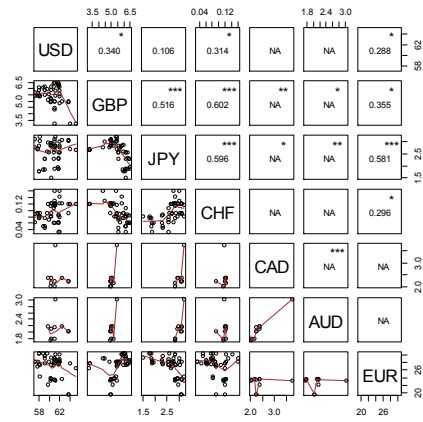 3.5 5.0 6.5 0.04 0.12 1.8 2.4 3.0
USD * 0.340 0.106 * 0.314 NA NA * 0.288 58 62
3.5 5.0 6.5 GBP *** 0.516 *** 0.602 ** NA * NA * 0.355
JPY *** 0.596 * NA ** NA *** 0.581 1.5 2.5
0.04 0.12 CHF NA NA * 0.296
CAD *** NA NA 2.0 3.0
1.8 2.4 3.0 AUD NA
EUR 20 26
58 62 1.5 2.5 2.0 3.0 20 24 28